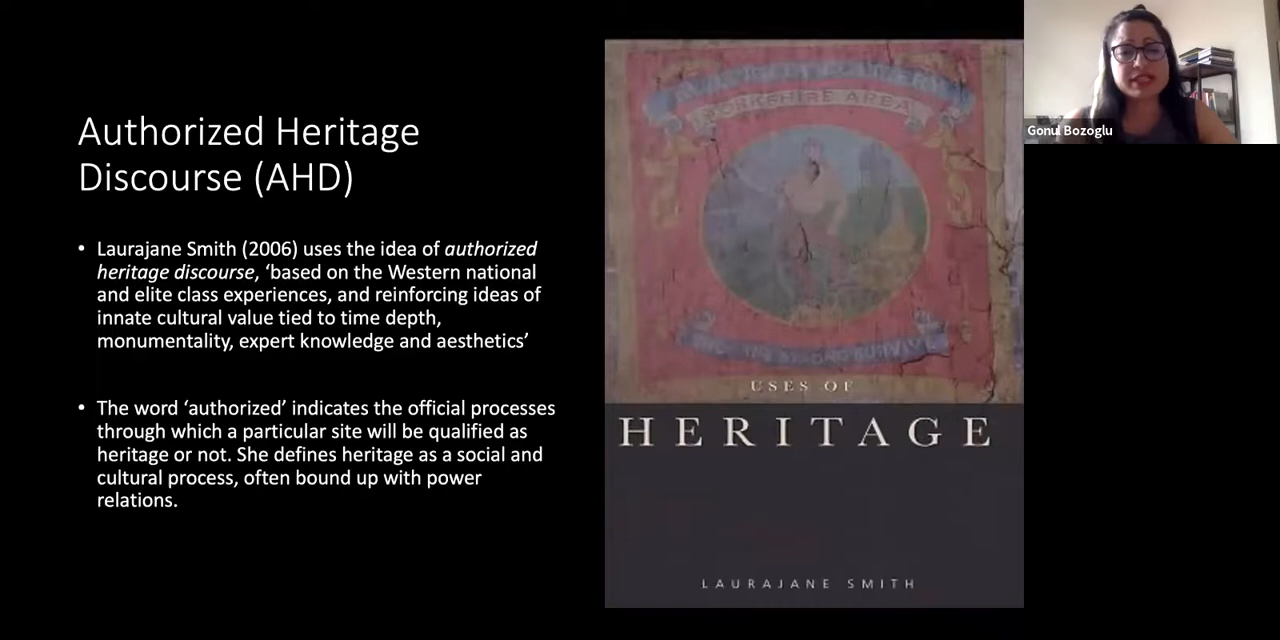 Authorized Heritage
Discourse (AHD)
• Laurajane Smith (2006) uses the idea of authorized
heritage discourse, ‘based on the Western national
and elite class experiences, and reinforcing ideas of
innate cultural value tied to time depth,
monumentality, expert knowledge and aesthetics’
• The word ‘authorized’ indicates the official processes
through which a particular site will be qualified as
heritage or not. She defines heritage as a social and
cultural process, often bound up with power
relations.
YORKSHIRE AREA
USES OF
HERITAGE
LAURAJANE SMITH
Gonul Bozoglu